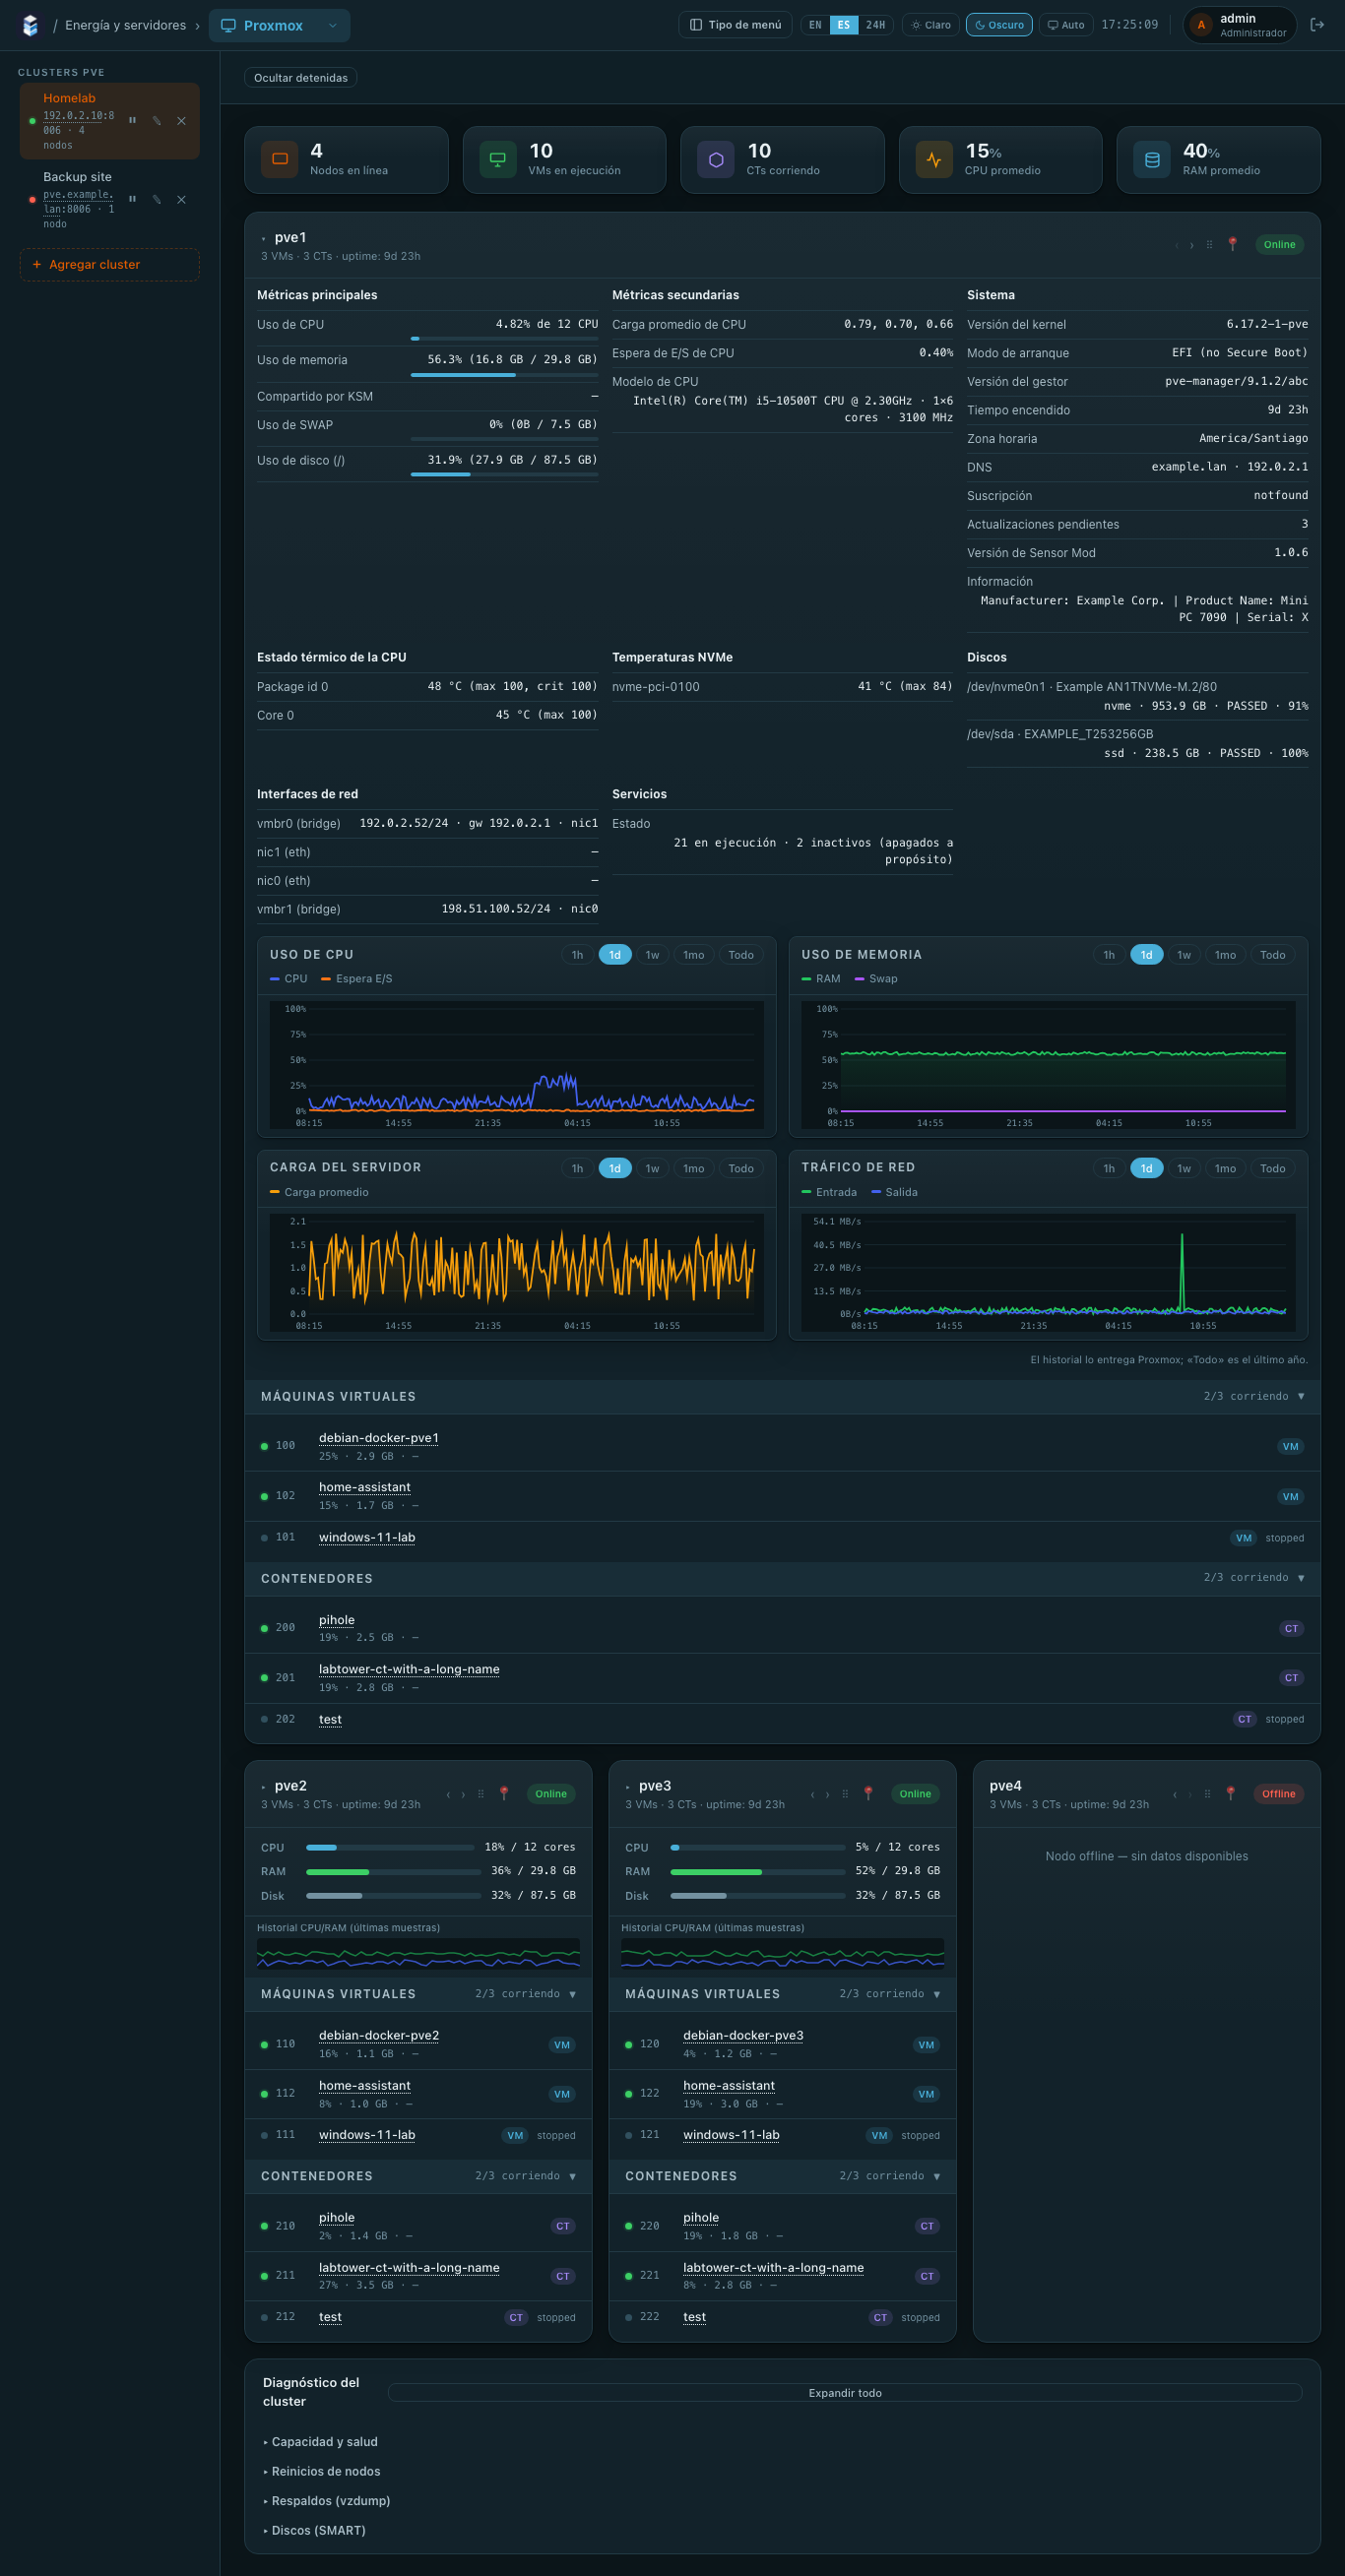 / Energía y servidores › Proxmox
Tipo de menú
EN ES 24H
Claro Oscuro Auto
17:25:09
A admin
Administrador
CLUSTERS PVE
Homelab
192.0.2.10:8
006 · 4
nodos
Backup site
pve.example.
lan:8006 · 1
nodo
+ Agregar cluster
Ocultar detenidas
4
Nodos en línea
10
VMs en ejecución
10
CTs corriendo
15%
CPU promedio
40%
RAM promedio
pve1
3 VMs · 3 CTs · uptime: 9d 23h
Online
Métricas principales
Uso de CPU 4.82% de 12 CPU
Uso de memoria 56.3% (16.8 GB / 29.8 GB)
Compartido por KSM —
Uso de SWAP 0% (0B / 7.5 GB)
Uso de disco (/) 31.9% (27.9 GB / 87.5 GB)
Métricas secundarias
Carga promedio de CPU 0.79, 0.70, 0.66
Espera de E/S de CPU 0.40%
Modelo de CPU
Intel(R) Core(TM) i5-10500T CPU @ 2.30GHz · 1×6
cores · 3100 MHz
Sistema
Versión del kernel 6.17.2-1-pve
Modo de arranque EFI (no Secure Boot)
Versión del gestor pve-manager/9.1.2/abc
Tiempo encendido 9d 23h
Zona horaria America/Santiago
DNS example.lan · 192.0.2.1
Suscripción notfound
Actualizaciones pendientes 3
Versión de Sensor Mod 1.0.6
Información
Manufacturer: Example Corp. | Product Name: Mini
PC 7090 | Serial: X
Estado térmico de la CPU
Package id 0 48 °C (max 100, crit 100)
Core 0 45 °C (max 100)
Temperaturas NVMe
nvme-pci-0100 41 °C (max 84)
Discos
/dev/nvme0n1 · Example AN1TNVMe-M.2/80
nvme · 953.9 GB · PASSED · 91%
/dev/sda · EXAMPLE_T253256GB
ssd · 238.5 GB · PASSED · 100%
Interfaces de red
vmbr0 (bridge) 192.0.2.52/24 · gw 192.0.2.1 · nic1
nic1 (eth) —
nic0 (eth) —
vmbr1 (bridge) 198.51.100.52/24 · nic0
Servicios
Estado
21 en ejecución · 2 inactivos (apagados a
propósito)
USO DE CPU 1h 1d 1w 1mo Todo
CPU Espera E/S
100%
75%
50%
25%
0%
08:15 14:55 21:35 04:15 10:55
USO DE MEMORIA 1h 1d 1w 1mo Todo
RAM Swap
100%
75%
50%
25%
0%
08:15 14:55 21:35 04:15 10:55
CARGA DEL SERVIDOR 1h 1d 1w 1mo Todo
Carga promedio
2.1
1.5
1.0
0.5
0.0
08:15 14:55 21:35 04:15 10:55
TRÁFICO DE RED 1h 1d 1w 1mo Todo
Entrada Salida
54.1 MB/s
40.5 MB/s
27.0 MB/s
13.5 MB/s
0B/s
08:15 14:55 21:35 04:15 10:55
El historial lo entrega Proxmox; «Todo» es el último año.
MÁQUINAS VIRTUALES 2/3 corriendo ▼
100 debian-docker-pve1 VM
25% · 2.9 GB · —
102 home-assistant VM
15% · 1.7 GB · —
101 windows-11-lab VM stopped
CONTENEDORES 2/3 corriendo ▼
200 pihole CT
19% · 2.5 GB · —
201 labtower-ct-with-a-long-name CT
19% · 2.8 GB · —
202 test CT stopped
pve2
3 VMs · 3 CTs · uptime: 9d 23h
Online
CPU 18% / 12 cores
RAM 36% / 29.8 GB
Disk 32% / 87.5 GB
Historial CPU/RAM (últimas muestras)
MÁQUINAS VIRTUALES 2/3 corriendo ▼
110 debian-docker-pve2 VM
16% · 1.1 GB · —
112 home-assistant VM
8% · 1.0 GB · —
111 windows-11-lab VM stopped
CONTENEDORES 2/3 corriendo ▼
210 pihole CT
2% · 1.4 GB · —
211 labtower-ct-with-a-long-name CT
27% · 3.5 GB · —
212 test CT stopped
pve3
3 VMs · 3 CTs · uptime: 9d 23h
Online
CPU 5% / 12 cores
RAM 52% / 29.8 GB
Disk 32% / 87.5 GB
Historial CPU/RAM (últimas muestras)
MÁQUINAS VIRTUALES 2/3 corriendo ▼
120 debian-docker-pve3 VM
4% · 1.2 GB · —
122 home-assistant VM
19% · 3.0 GB · —
121 windows-11-lab VM stopped
CONTENEDORES 2/3 corriendo ▼
220 pihole CT
19% · 1.8 GB · —
221 labtower-ct-with-a-long-name CT
8% · 2.8 GB · —
222 test CT stopped
pve4
3 VMs · 3 CTs · uptime: 9d 23h
Offline
Nodo offline — sin datos disponibles
Diagnóstico del
cluster
Expandir todo
▸ Capacidad y salud
▸ Reinicios de nodos
▸ Respaldos (vzdump)
▸ Discos (SMART)